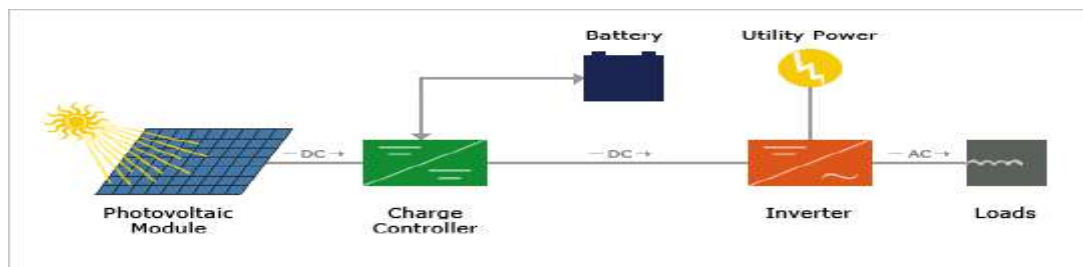 Battery
Utility Power
DC
DC
AC
Photovoltaic
Module
Charge
Controller
Inverter
Loads